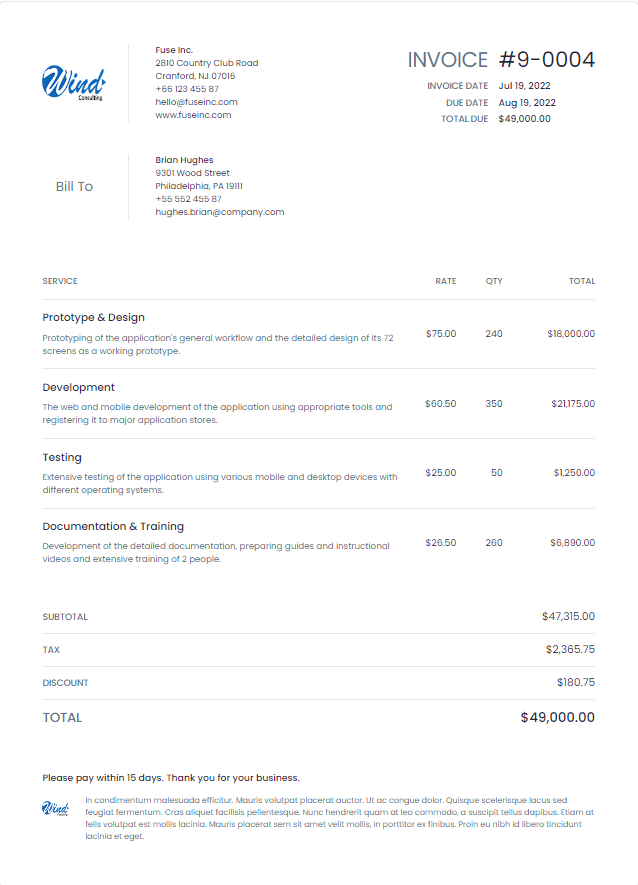 Wind
Consulting
Fuse Inc.
2810 Country Club Road
Cranford, NJ 07016
+66 123 455 87
hello@fuseinc.com
www.fuseinc.com
INVOICE #9-0004
INVOICE DATE Jul 19, 2022
DUE DATE Aug 19, 2022
TOTAL DUE $49,000.00
Bill To
Brian Hughes
9301 Wood Street
Philadelphia, PA 19111
+55 552 455 87
hughes.brian@company.com
SERVICE RATE QTY TOTAL
Prototype & Design
Prototyping of the application's general workflow and the detailed design of its 72
screens as a working prototype.
$75.00 240 $18,000.00
Development
The web and mobile development of the application using appropriate tools and
registering it to major application stores.
$60.50 350 $21,175.00
Testing
Extensive testing of the application using various mobile and desktop devices with
different operating systems.
$25.00 50 $1,250.00
Documentation & Training
Development of the detailed documentation, preparing guides and instructional
videos and extensive training of 2 people.
$26.50 260 $6,890.00
SUBTOTAL $47,315.00
TAX $2,365.75
DISCOUNT $180.75
TOTAL $49,000.00
Please pay within 15 days. Thank you for your business.
Wind
Consulting
In condimentum malesuada efficitur. Mauris volutpat placerat auctor. Ut ac congue dolor. Quisque scelerisque lacus sed
feugiat fermentum. Cras aliquet facilisis pellentesque. Nunc hendrerit quam at leo commodo, a suscipit tellus dapibus. Etiam at
felis volutpat est mollis lacinia. Mauris placerat sem sit amet velit mollis, in porttitor ex finibus. Proin eu nibh id libero tincidunt
lacinia et eget.